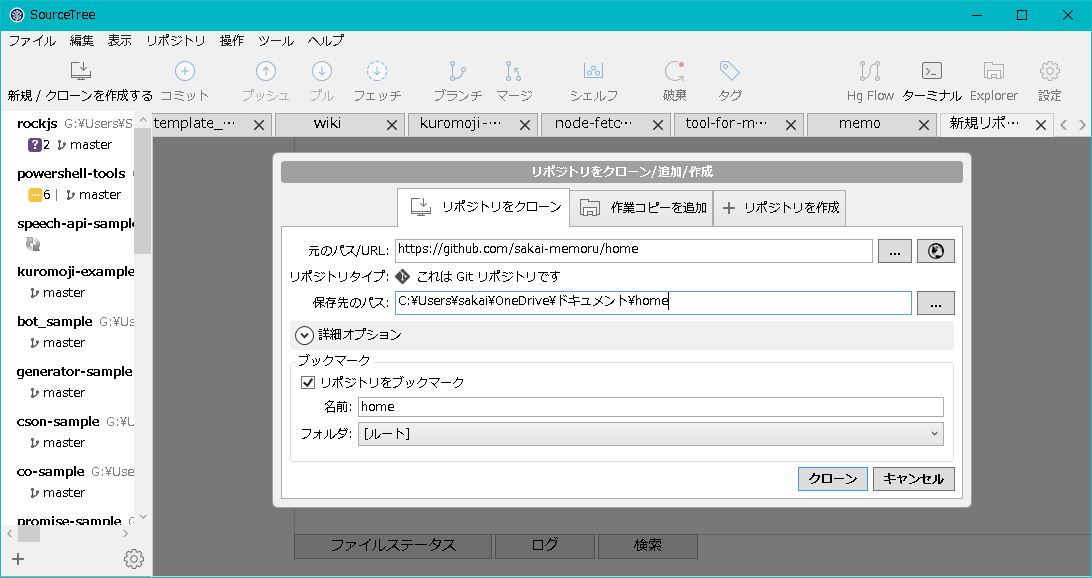 SourceTree
ファイル 編集 表示 リポジトリ 操作 ツール ヘルプ
新規 / クローンを作成する コミット プッシュ プル フェッチ ブランチ マージ シェルフ 破棄 タグ Hg Flow ターミナル Explorer 設定
template_… wiki kuromoji-… node-fetc… tool-for-m… memo 新規リポ…
rockjs G:¥Users¥S
2 master
powershell-tools
6 master
speech-api-sample
kuromoji-example
master
bot_sample G:¥Us
master
generator-sample
master
cson-sample G:¥U
master
co-sample G:¥Use
master
promise-sample
リポジトリをクローン/追加/作成
リポジトリをクローン 作業コピーを追加 + リポジトリを作成
元のパス/URL: https://github.com/sakai-memoru/home ...
リポジトリタイプ: これは Git リポジトリです
保存先のパス: C:¥Users¥sakai¥OneDrive¥ドキュメント¥home ...
詳細オプション
ブックマーク
リポジトリをブックマーク
名前: home
フォルダ: [ルート]
クローン キャンセル
ファイルステータス ログ 検索